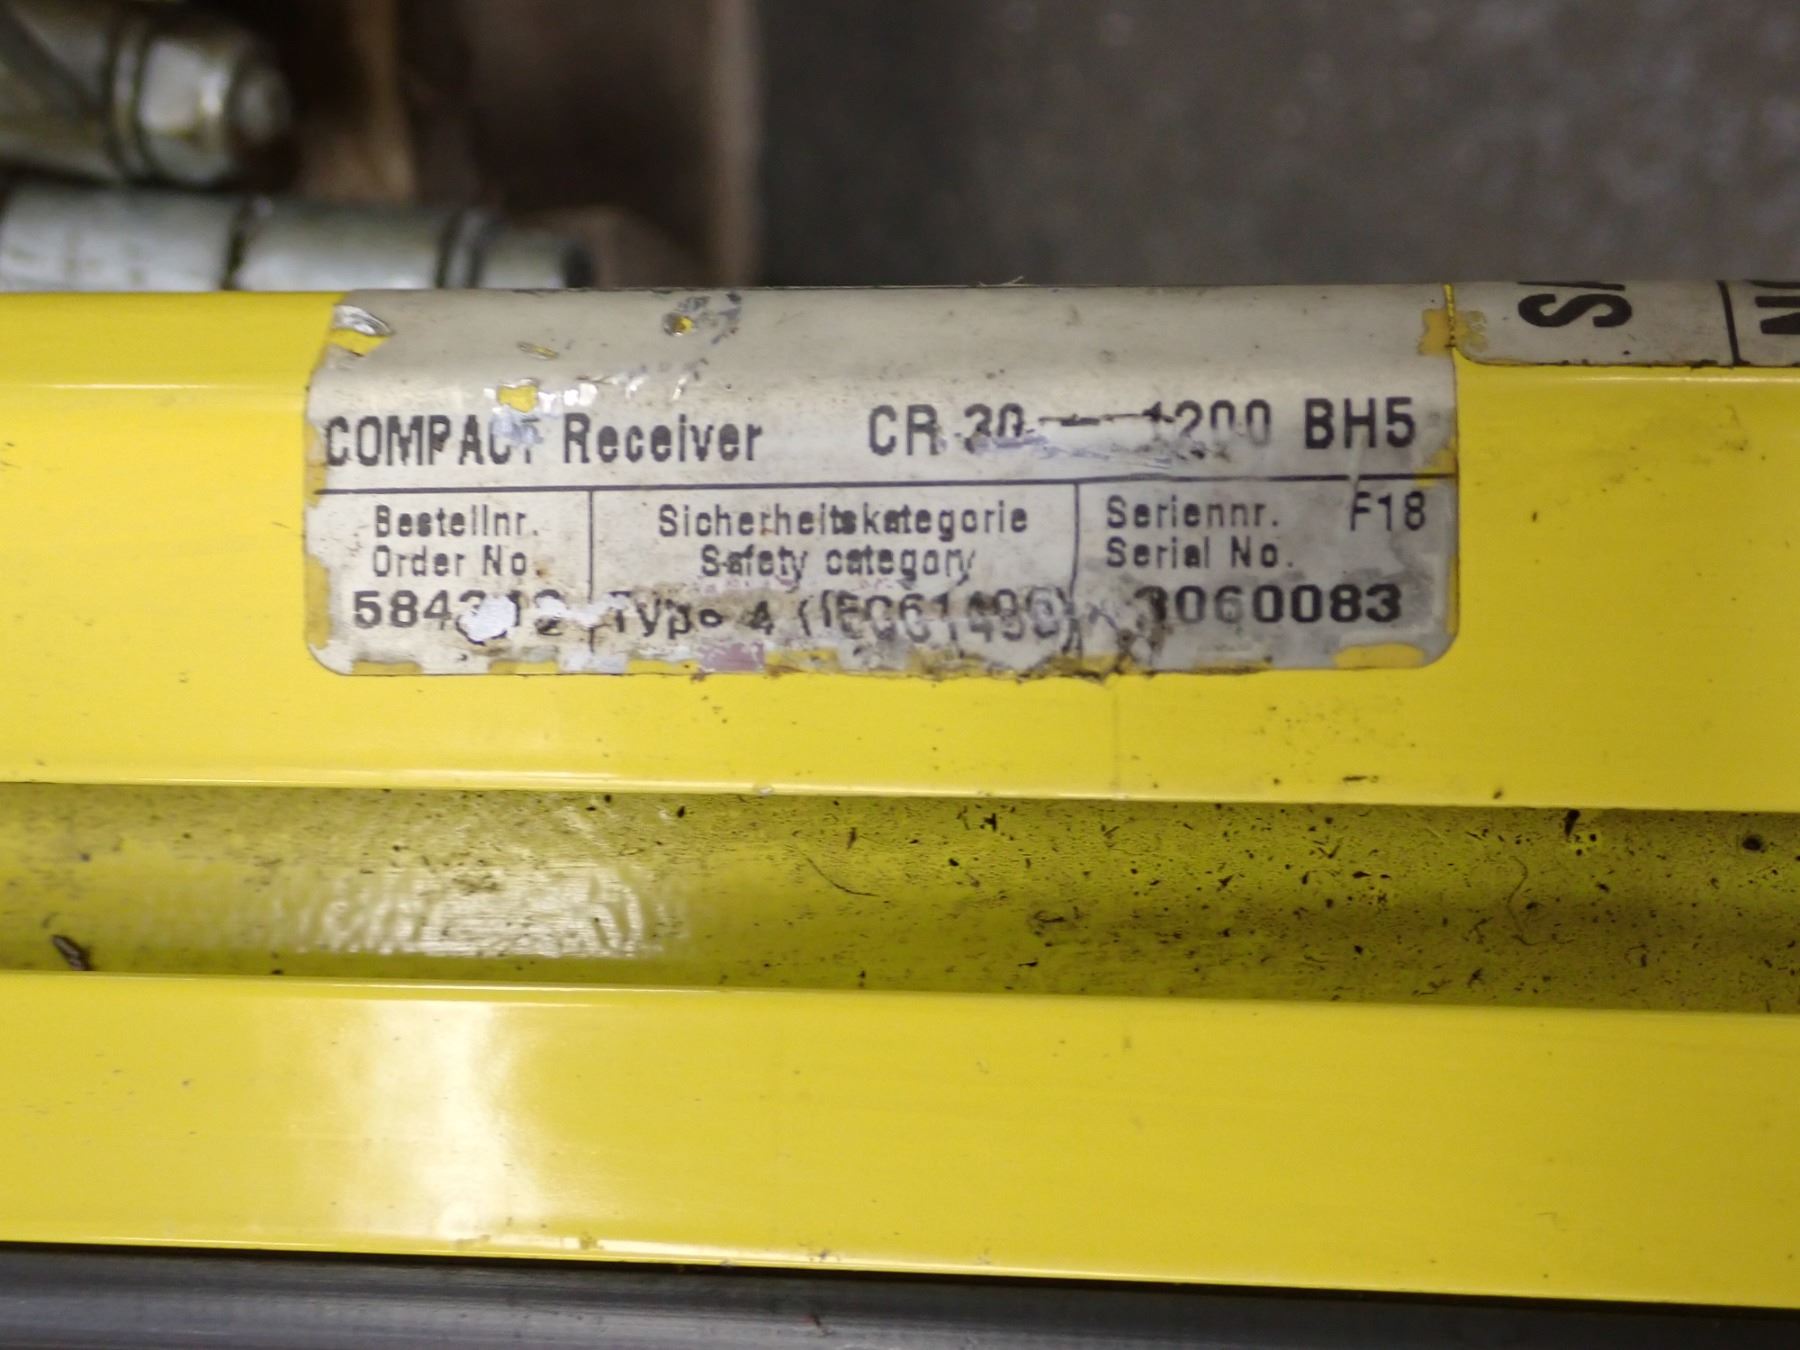 COMPACT Receiver CR 30 1200 BH5
Bestellnr.
Order No.
Sicherheitskategorie
Safety category
Type 4 (IEC61496)
Seriennr. F18
Serial No.
3060083